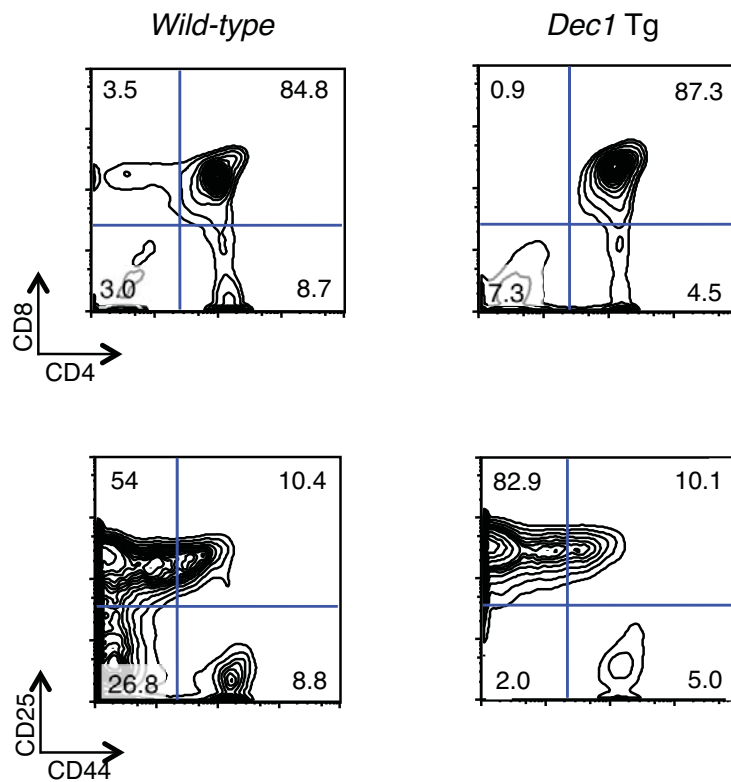 Wild-type
Dec1 Tg
3.5 84.8
3.0 8.7
0.9 87.3
7.3 4.5
CD8
CD4
54 10.4
26.8 8.8
82.9 10.1
2.0 5.0
CD25
CD44